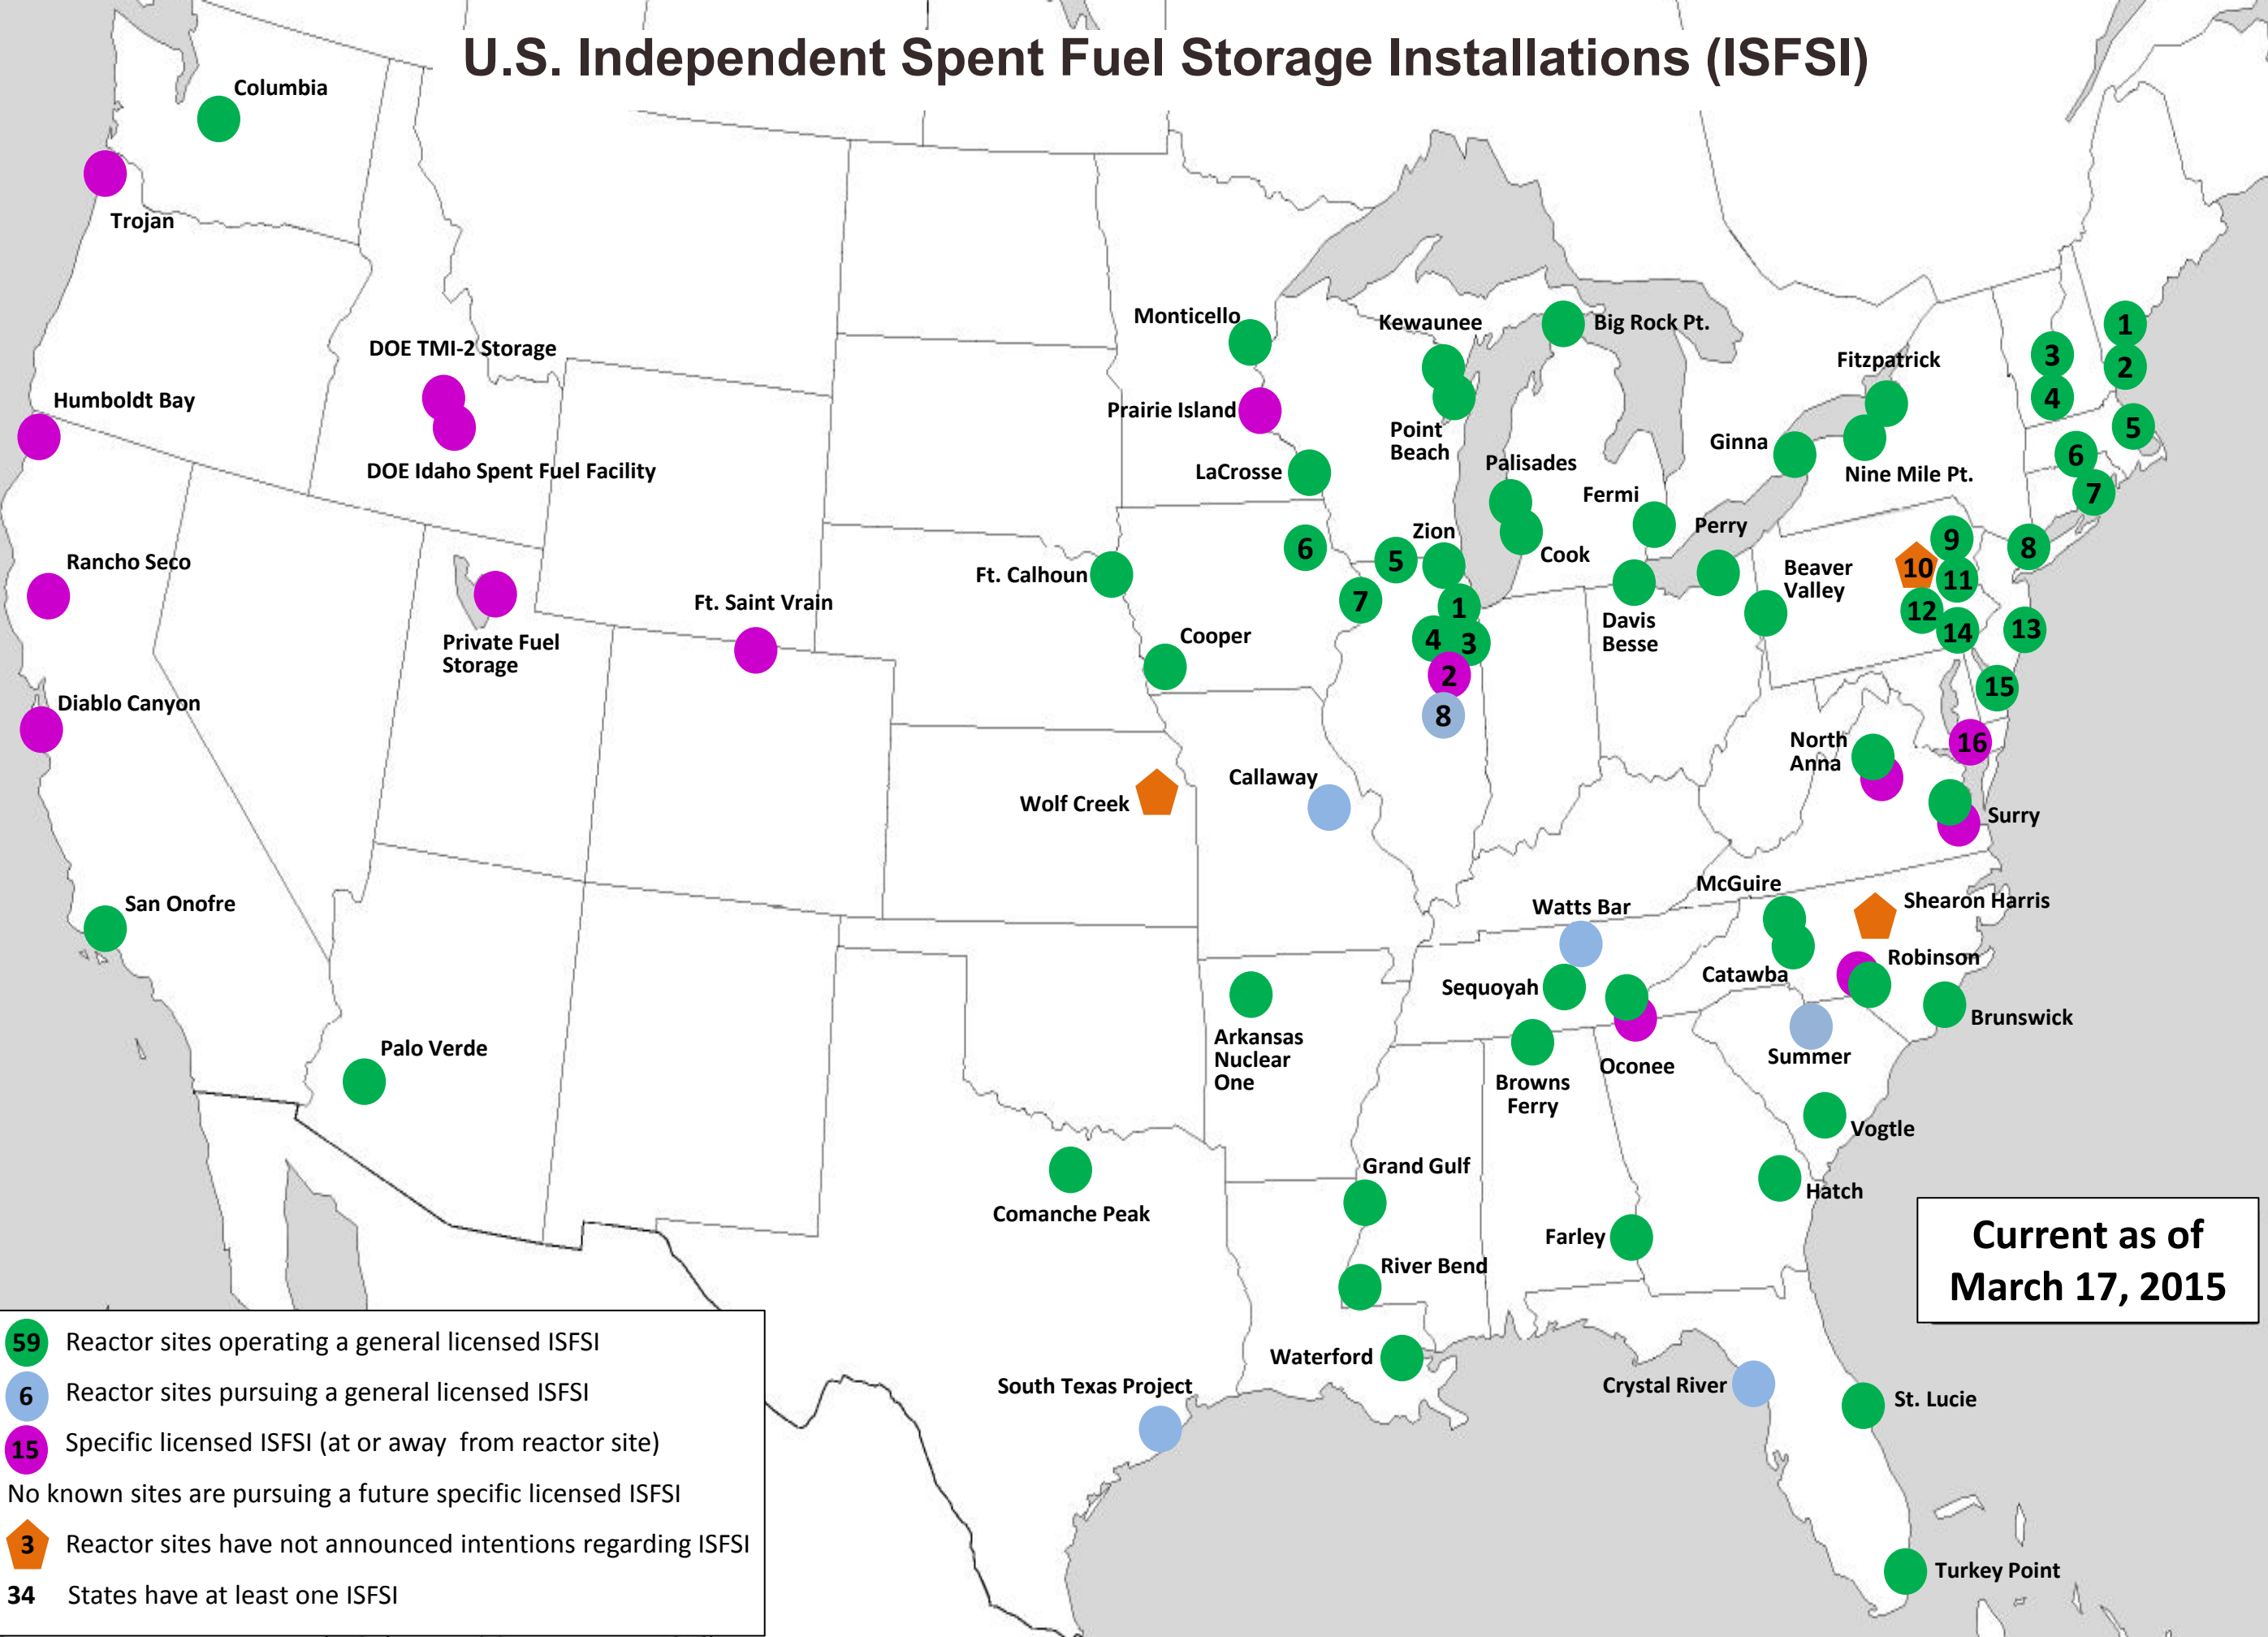 U.S. Independent Spent Fuel Storage Installations (ISFSI)
Columbia
Trojan
Humboldt Bay
DOE TMI-2 Storage
DOE Idaho Spent Fuel Facility
Rancho Seco
Private Fuel
Storage
Ft. Saint Vrain
Diablo Canyon
San Onofre
Palo Verde
Monticello
Prairie Island
LaCrosse
Kewaunee
Point
Beach
Big Rock Pt.
Palisades
Cook
Fermi
Zion
Perry
Davis
Besse
Beaver
Valley
Ginna
Fitzpatrick
Nine Mile Pt.
1
2
3
4
5
6
7
8
9
10
11
12
13
14
15
16
6
5
7
1
4
3
2
8
Ft. Calhoun
Cooper
Wolf Creek
Callaway
North
Anna
Surry
McGuire
Shearon Harris
Watts Bar
Sequoyah
Catawba
Robinson
Brunswick
Arkansas
Nuclear
One
Browns
Ferry
Oconee
Summer
Vogtle
Hatch
Comanche Peak
Grand Gulf
Farley
River Bend
Waterford
South Texas Project
Crystal River
St. Lucie
Turkey Point
Current as of
March 17, 2015
59 Reactor sites operating a general licensed ISFSI
6 Reactor sites pursuing a general licensed ISFSI
15 Specific licensed ISFSI (at or away from reactor site)
No known sites are pursuing a future specific licensed ISFSI
3 Reactor sites have not announced intentions regarding ISFSI
34 States have at least one ISFSI